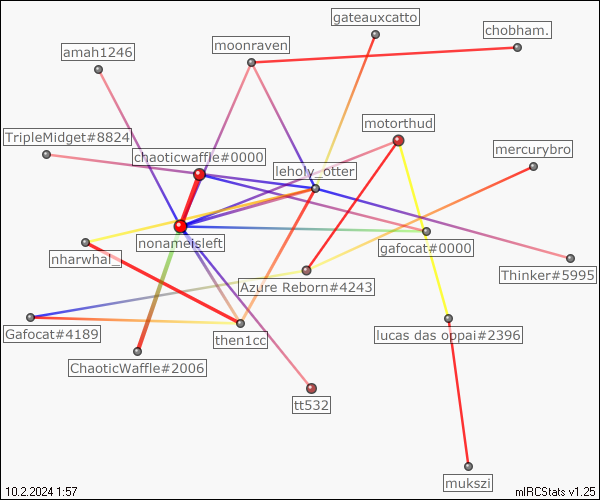 gateauxcatto
chobham.
moonraven
amah1246
motorthud
TripleMidget#8824
mercurybro
chaoticwaffle#0000
leholy_otter
nonameisleft
gafocat#0000
nharwhal_
Thinker#5995
Azure Reborn#4243
Gafocat#4189
then1cc
lucas das oppai#2396
ChaoticWaffle#2006
tt532
mukszi
10.2.2024 1:57
mIRCStats v1.25